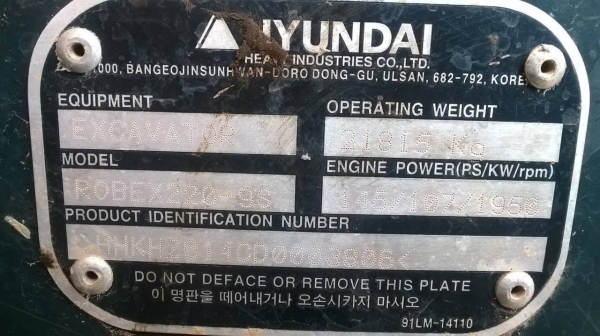 HYUNDAI
HEAVY INDUSTRIES CO., LTD.
1000, BANGEOJINSUNHWAN-DORO DONG-GU, ULSAN, 682-792, KOREA
EQUIPMENT OPERATING WEIGHT
EXCAVATOR 21815 Kg
MODEL ENGINE POWER(PS/KW/rpm)
ROBEX220-9S 145/107/1950
PRODUCT IDENTIFICATION NUMBER
DO NOT DEFACE OR REMOVE THIS PLATE
이 명판을 떼어내거나 오손시키지 마시오
91LM-14110